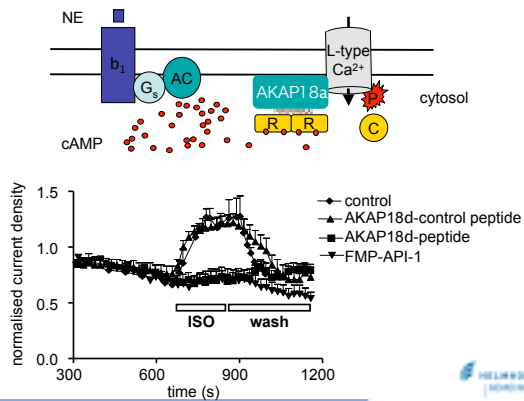 NE
b1
Gs
AC
L-type
Ca2+
P
AKAP18a
R R
C
cytosol
cAMP
normalised current density
1.5
1.0
0.5
0.0
300 600 900 1200
time (s)
ISO
wash
control
AKAP18d-control peptide
AKAP18d-peptide
FMP-API-1